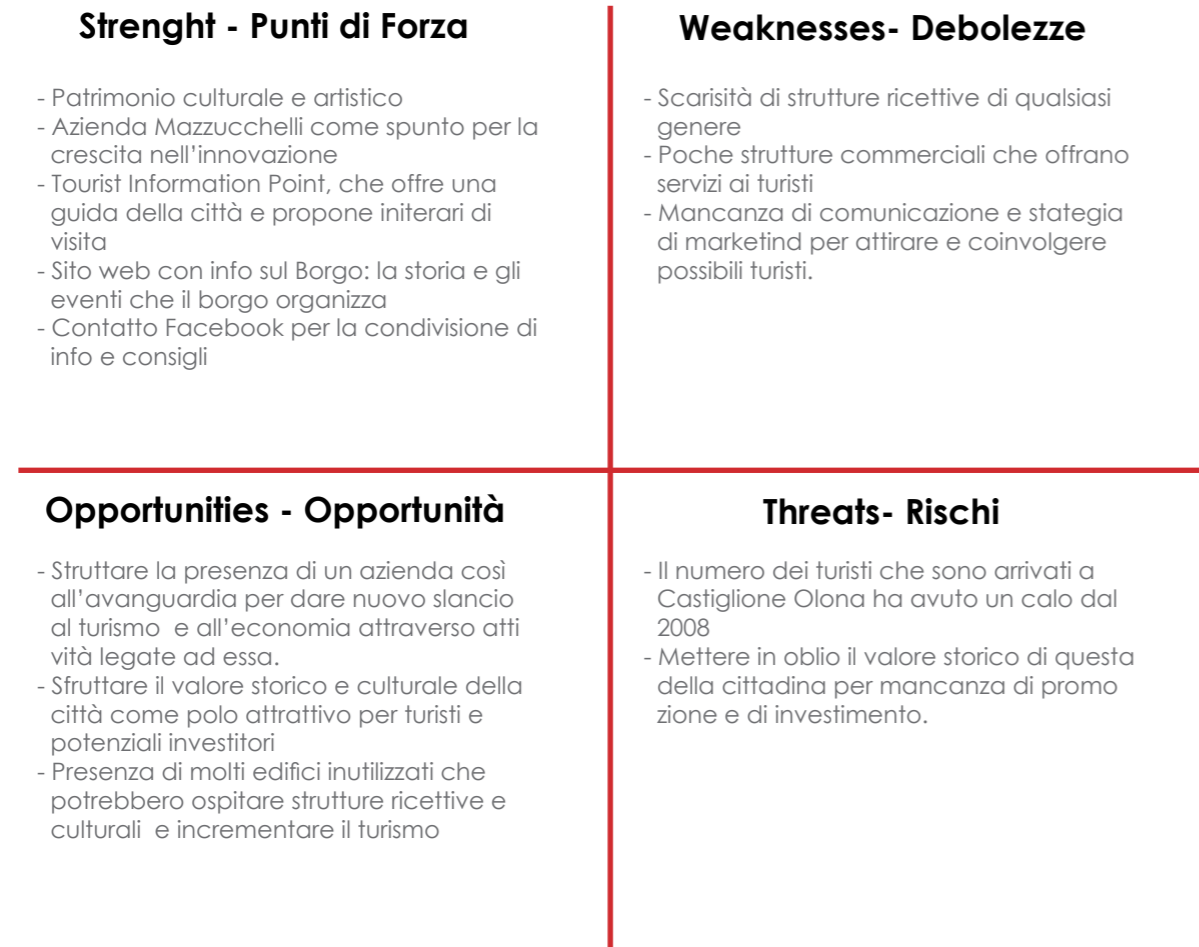 Strenght - Punti di Forza
- Patrimonio culturale e artistico
- Azienda Mazzucchelli come spunto per la
crescita nell'innovazione
- Tourist Information Point, che offre una
guida della città e propone initerari di
visita
- Sito web con info sul Borgo: la storia e gli
eventi che il borgo organizza
- Contatto Facebook per la condivisione di
info e consigli
Weaknesses- Debolezze
- Scarisità di strutture ricettive di qualsiasi
genere
- Poche strutture commerciali che offrano
servizi ai turisti
- Mancanza di comunicazione e stategia
di marketind per attirare e coinvolgere
possibili turisti.
Opportunities - Opportunità
- Struttare la presenza di un azienda così
all'avanguardia per dare nuovo slancio
al turismo  e all'economia attraverso atti
vità legate ad essa.
- Sfruttare il valore storico e culturale della
città come polo attrattivo per turisti e
potenziali investitori
- Presenza di molti edifici inutilizzati che
potrebbero ospitare strutture ricettive e
culturali  e incrementare il turismo
Threats- Rischi
- Il numero dei turisti che sono arrivati a
Castiglione Olona ha avuto un calo dal
2008
- Mettere in oblio il valore storico di questa
della cittadina per mancanza di promo
zione e di investimento.